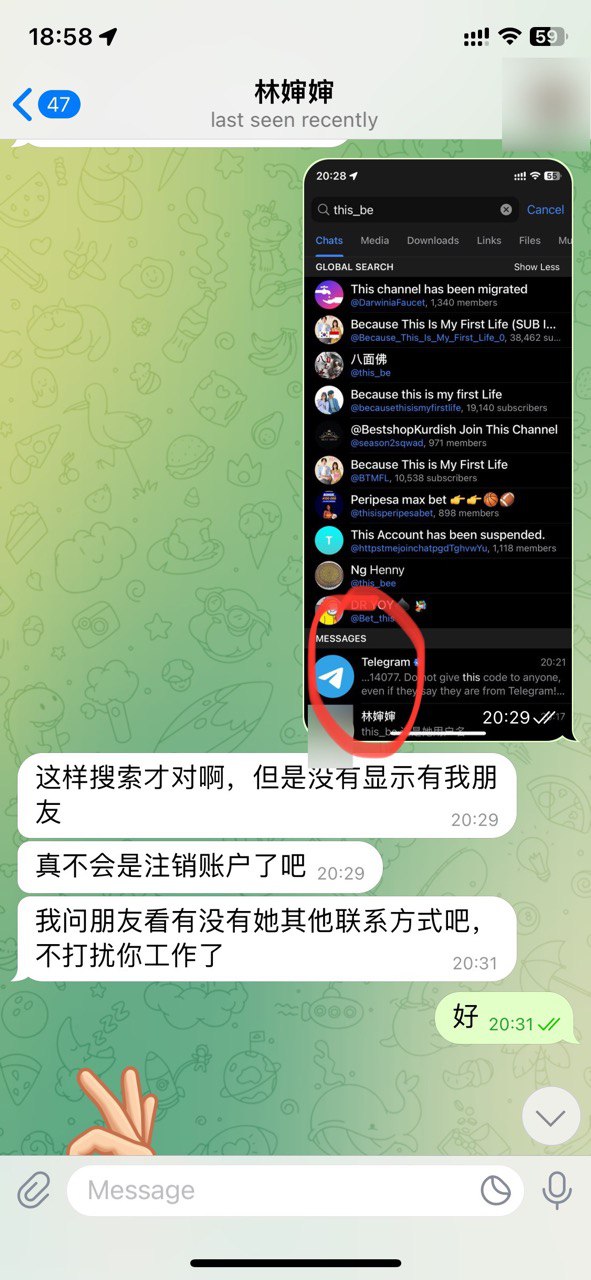 18:58
59
47
林婶婶
last seen recently
20:28
55
this_be
Cancel
Chats Media Downloads Links Files Mu
GLOBAL SEARCH Show Less
This channel has been migrated
@DarwiniaFaucet, 1,340 members
Because This Is My First Life (SUB I...
@Because_This_Is_My_First_Life_0, 38,462 su...
八面佛
@this_be
Because this is my first Life
@becausethisismyfirstlife, 19,140 subscribers
@BestshopKurdish Join This Channel
@season2sqwad, 971 members
Because This is My First Life
@BTMFL, 10,538 subscribers
Peripesa max bet 👉👉🏀🏈
@thisisperipesabet, 898 members
T
This Account has been suspended.
@httpstmejoinchatpgdTghvwYu, 1,118 members
Ng Henny
@this_bee
DR YOY
@Bet_this
MESSAGES
Telegram 20:21
...14077. Do not give this code to anyone,
even if they say they are from Telegram!...
林婶婶
this_be
20:29
这样搜索才对啊，但是没有显示有我朋
友
20:29
真不会是注销账户了吧 20:29
我问朋友看有没有她其他联系方式吧，
不打扰你工作了
20:31
好 20:31
Message